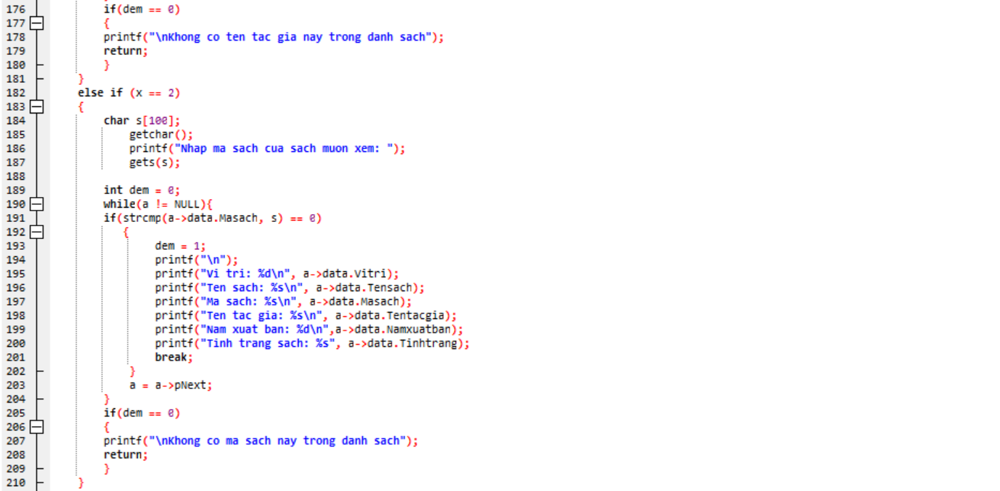 176 if(dem == 0)
177 {
178 printf("\nKhong co ten tac gia nay trong danh sach");
179 return;
180 }
181 }
182 else if (x == 2)
183 {
184 char s[100];
185 getchar();
186 printf("Nhap ma sach cua sach muon xem: ");
187 gets(s);
188
189 int dem = 0;
190 while(a != NULL){
191 if(strcmp(a->data.Masach, s) == 0)
192 {
193 dem = 1;
194 printf("\n");
195 printf("Vi tri: %d\n", a->data.Vitri);
196 printf("Ten sach: %s\n", a->data.Tensach);
197 printf("Ma sach: %s\n", a->data.Masach);
198 printf("Ten tac gia: %s\n", a->data.Tentacgia);
199 printf("Nam xuat ban: %d\n",a->data.Namxuatban);
200 printf("Tinh trang sach: %s", a->data.Tinhtrang);
201 break;
202 }
203 a = a->pNext;
204 }
205 if(dem == 0)
206 {
207 printf("\nKhong co ma sach nay trong danh sach");
208 return;
209 }
210 }